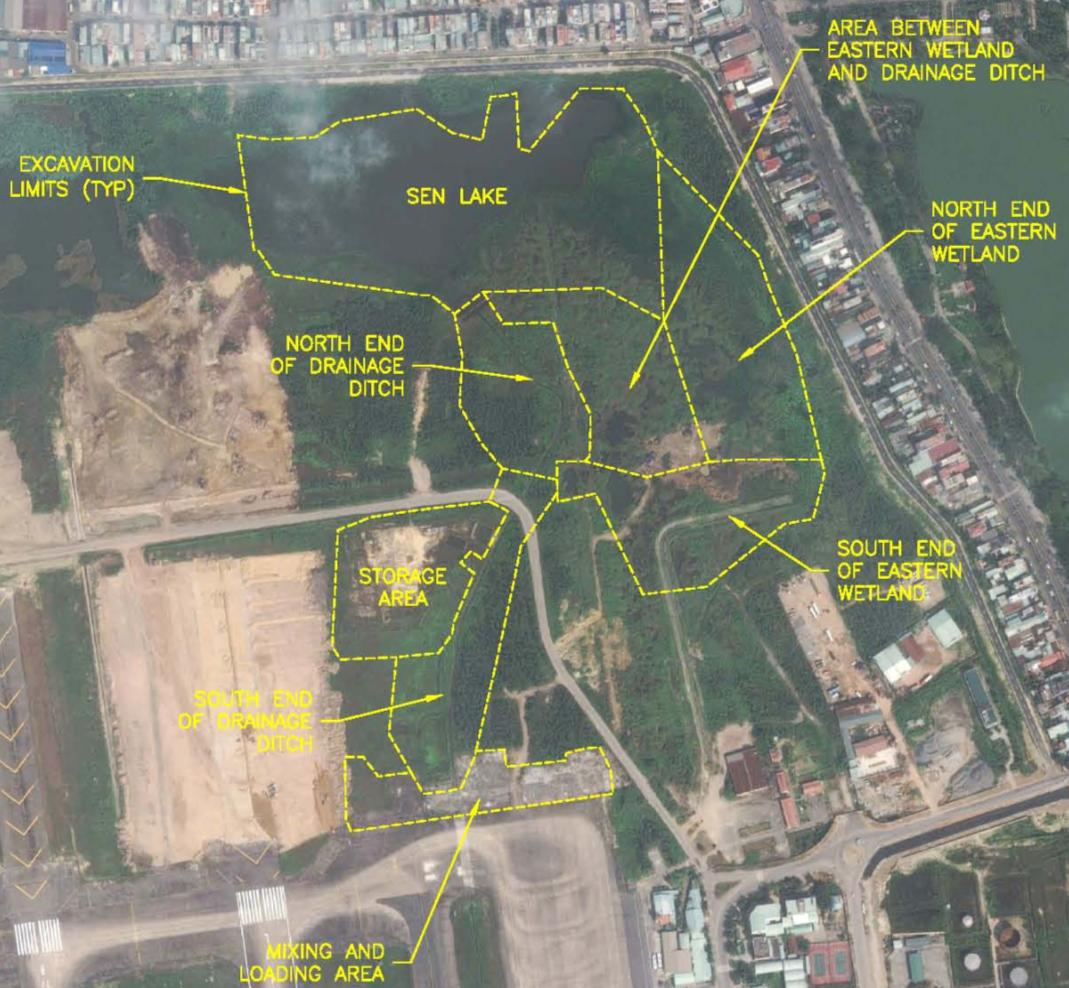 AREA BETWEEN
EASTERN WETLAND
AND DRAINAGE DITCH
EXCAVATION
LIMITS (TYP)
SEN LAKE
NORTH END
OF EASTERN
WETLAND
NORTH END
OF DRAINAGE
DITCH
SOUTH END
OF EASTERN
WETLAND
STORAGE
AREA
SOUTH END
OF DRAINAGE
DITCH
MIXING AND
LOADING AREA